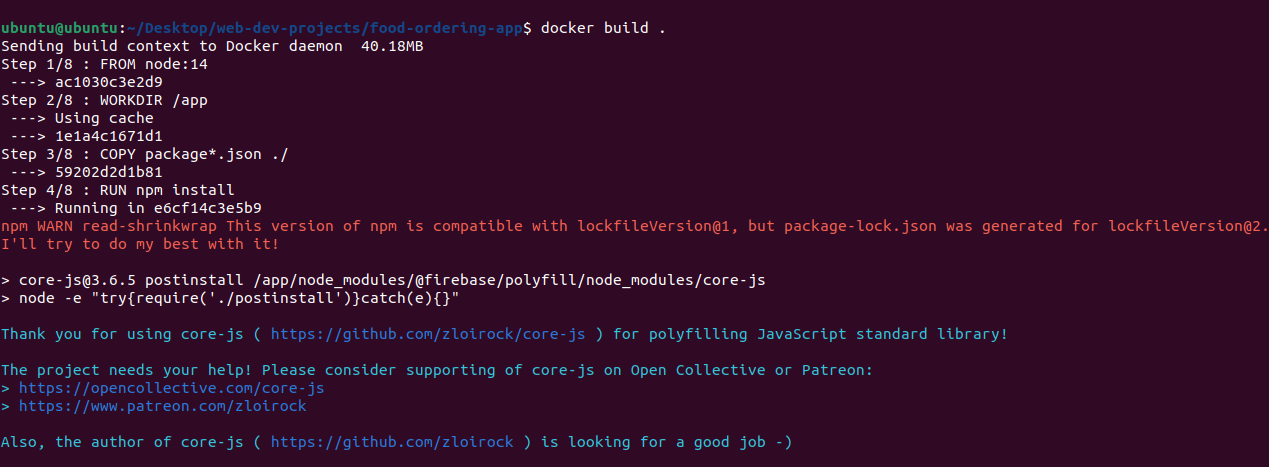 ubuntu@ubuntu:~/Desktop/web-dev-projects/food-ordering-app$ docker build .
Sending build context to Docker daemon  40.18MB
Step 1/8 : FROM node:14
 ---> ac1030c3e2d9
Step 2/8 : WORKDIR /app
 ---> Using cache
 ---> 1e1a4c1671d1
Step 3/8 : COPY package*.json ./
 ---> 59202d2d1b81
Step 4/8 : RUN npm install
 ---> Running in e6cf14c3e5b9
npm WARN read-shrinkwrap This version of npm is compatible with lockfileVersion@1, but package-lock.json was generated for lockfileVersion@2.
I'll try to do my best with it!
> core-js@3.6.5 postinstall /app/node_modules/@firebase/polyfill/node_modules/core-js
> node -e "try{require('./postinstall')}catch(e){}"
Thank you for using core-js ( https://github.com/zloirock/core-js ) for polyfilling JavaScript standard library!
The project needs your help! Please consider supporting of core-js on Open Collective or Patreon:
> https://opencollective.com/core-js
> https://www.patreon.com/zloirock
Also, the author of core-js ( https://github.com/zloirock ) is looking for a good job -)